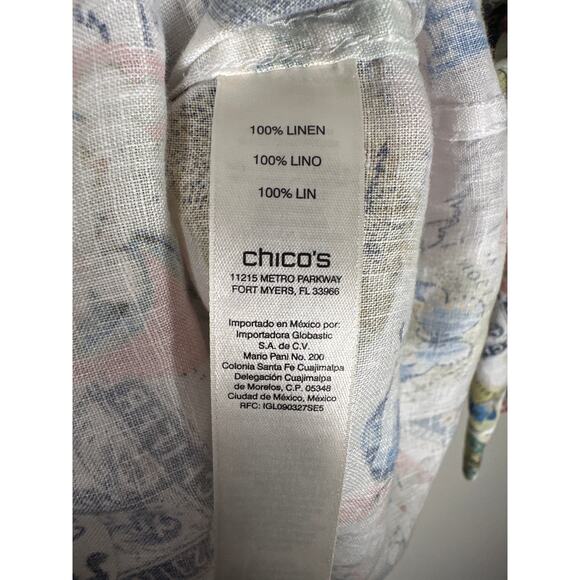 100% LINEN
100% LINO
100% LIN
chico's
11215 METRO PARKWAY
FORT MYERS, FL 33966
Importado en México por:
Importadora Globastic
S.A. de C.V.
Mario Pani No. 200
Colonia Santa Fe Cuajimalpa
Delegación Cuajimalpa
de Morelos, C.P. 05348
Ciudad de México, México
RFC: IGL090327SE5